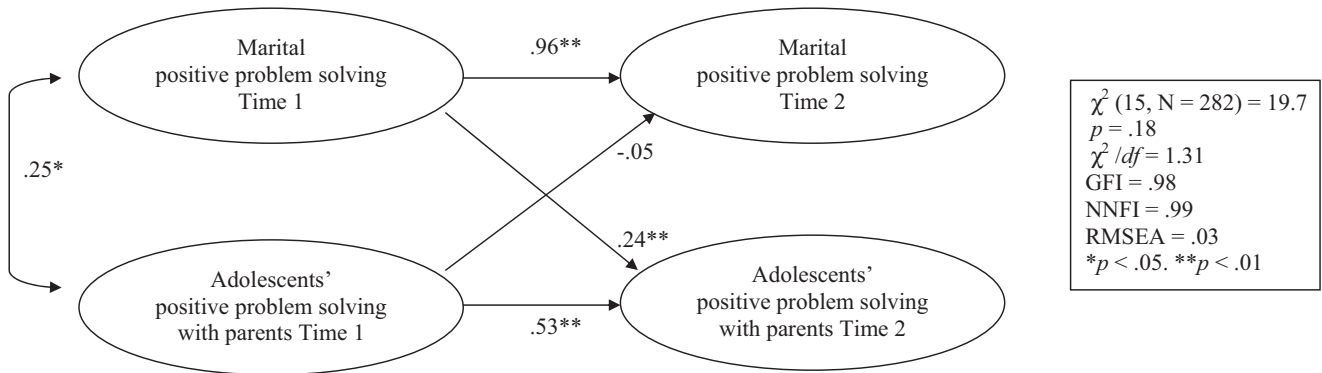 Marital
positive problem solving
Time 1
.96**
Marital
positive problem solving
Time 2
.25*
-.05
.24**
Adolescents’
positive problem solving
with parents Time 1
.53**
Adolescents’
positive problem solving
with parents Time 2
χ² (15, N = 282) = 19.7
p = .18
χ² /df = 1.31
GFI = .98
NNFI = .99
RMSEA = .03
*p < .05. **p < .01